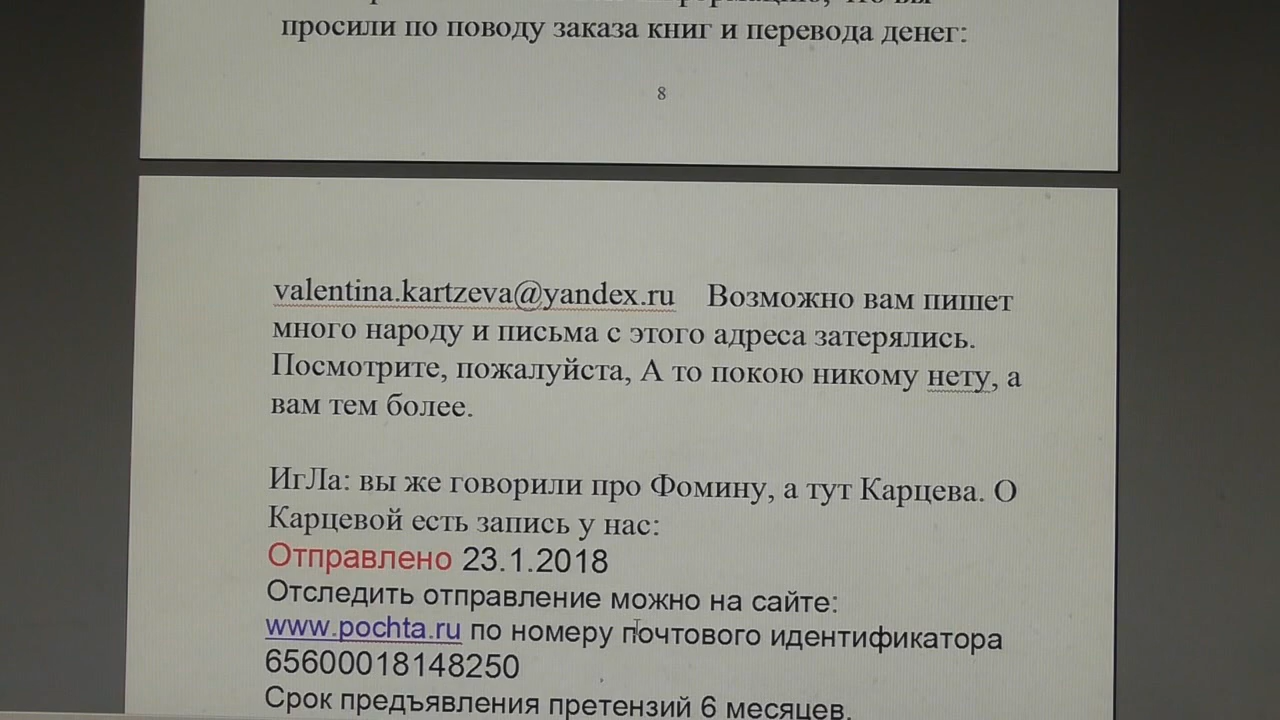 просили по поводу заказа книг и перевода денег:
8
valentina.kartzeva@yandex.ru Возможно вам пишет
много народу и письма с этого адреса затерялись.
Посмотрите, пожалуйста, А то покою никому нету, а
вам тем более.
ИгЛа: вы же говорили про Фомину, а тут Карцева. О
Карцевой есть запись у нас:
Отправлено 23.1.2018
Отследить отправление можно на сайте:
www.pochta.ru по номеру почтового идентификатора
65600018148250
Срок предъявления претензий 6 месяцев.